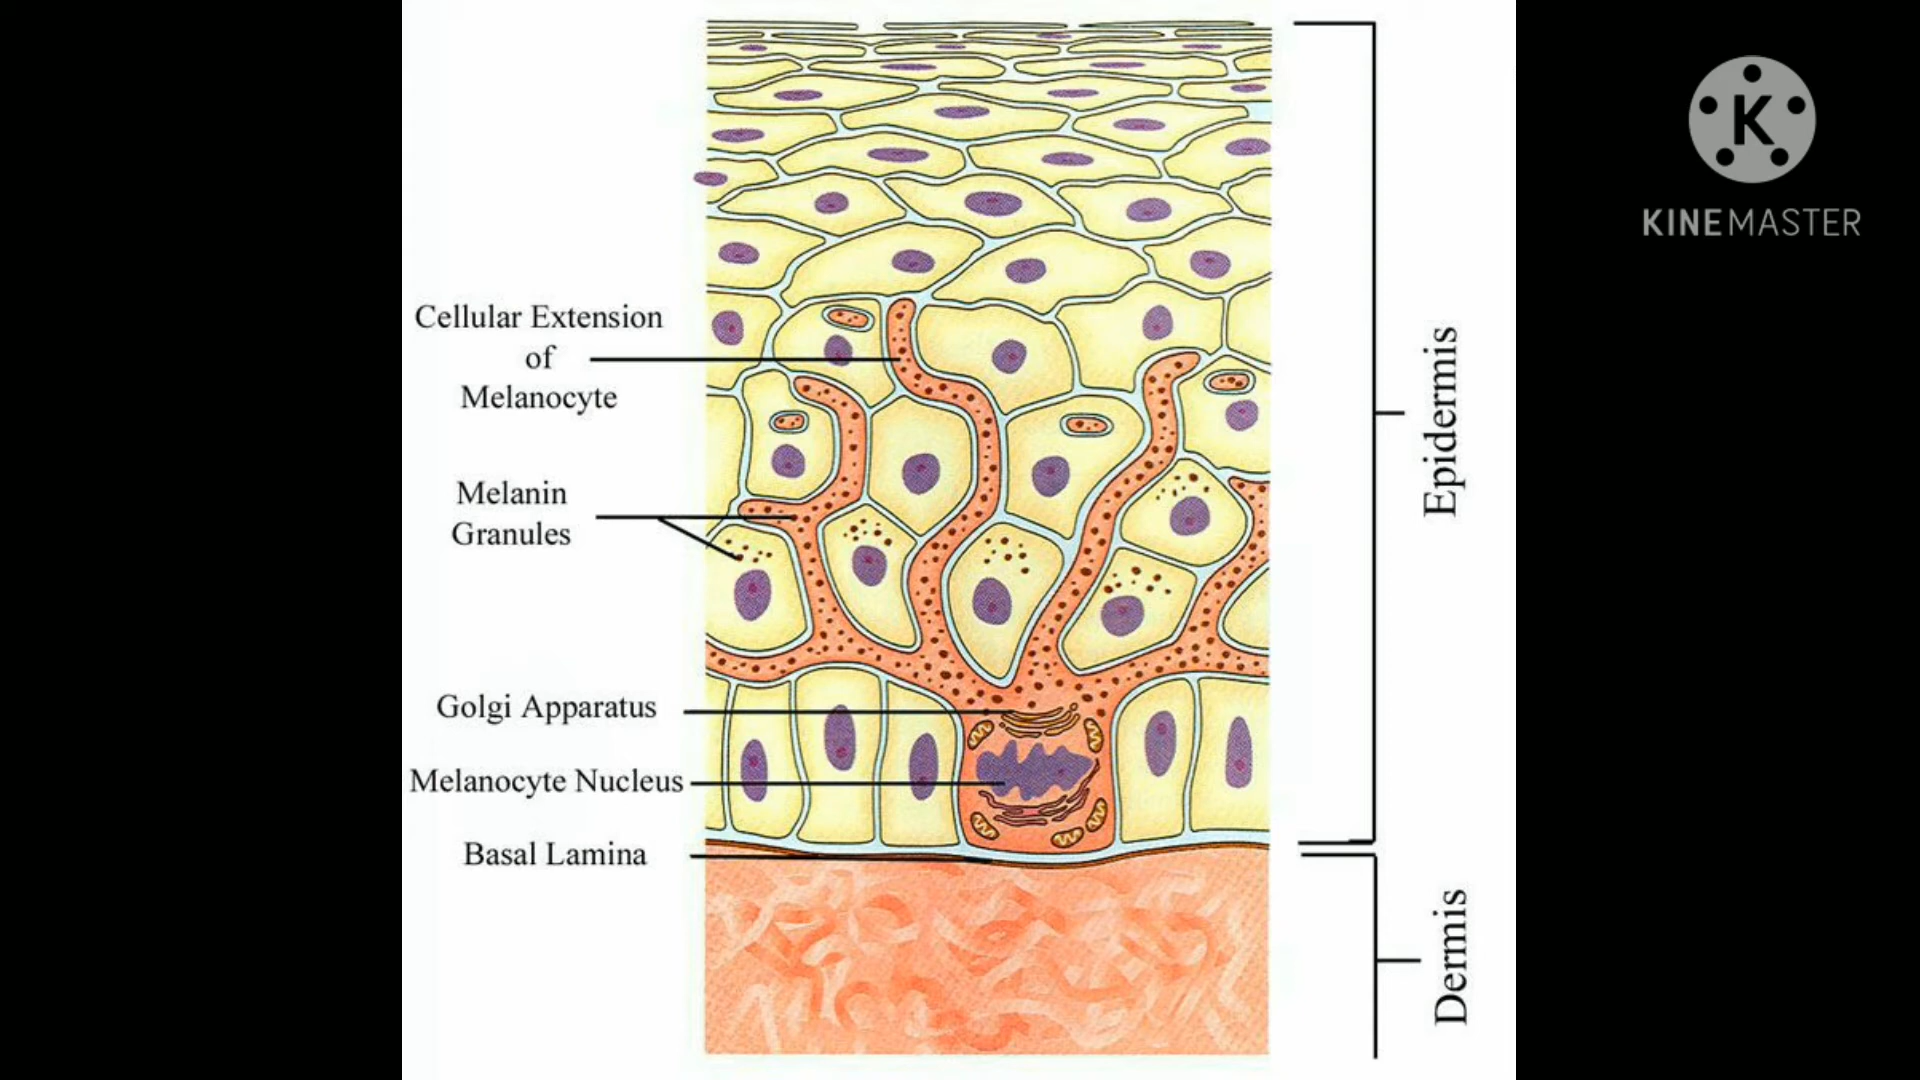 Cellular Extension
of
Melanocyte
Melanin
Granules
Golgi Apparatus
Melanocyte Nucleus
Basal Lamina
Epidermis
Dermis
K
KINEMASTER